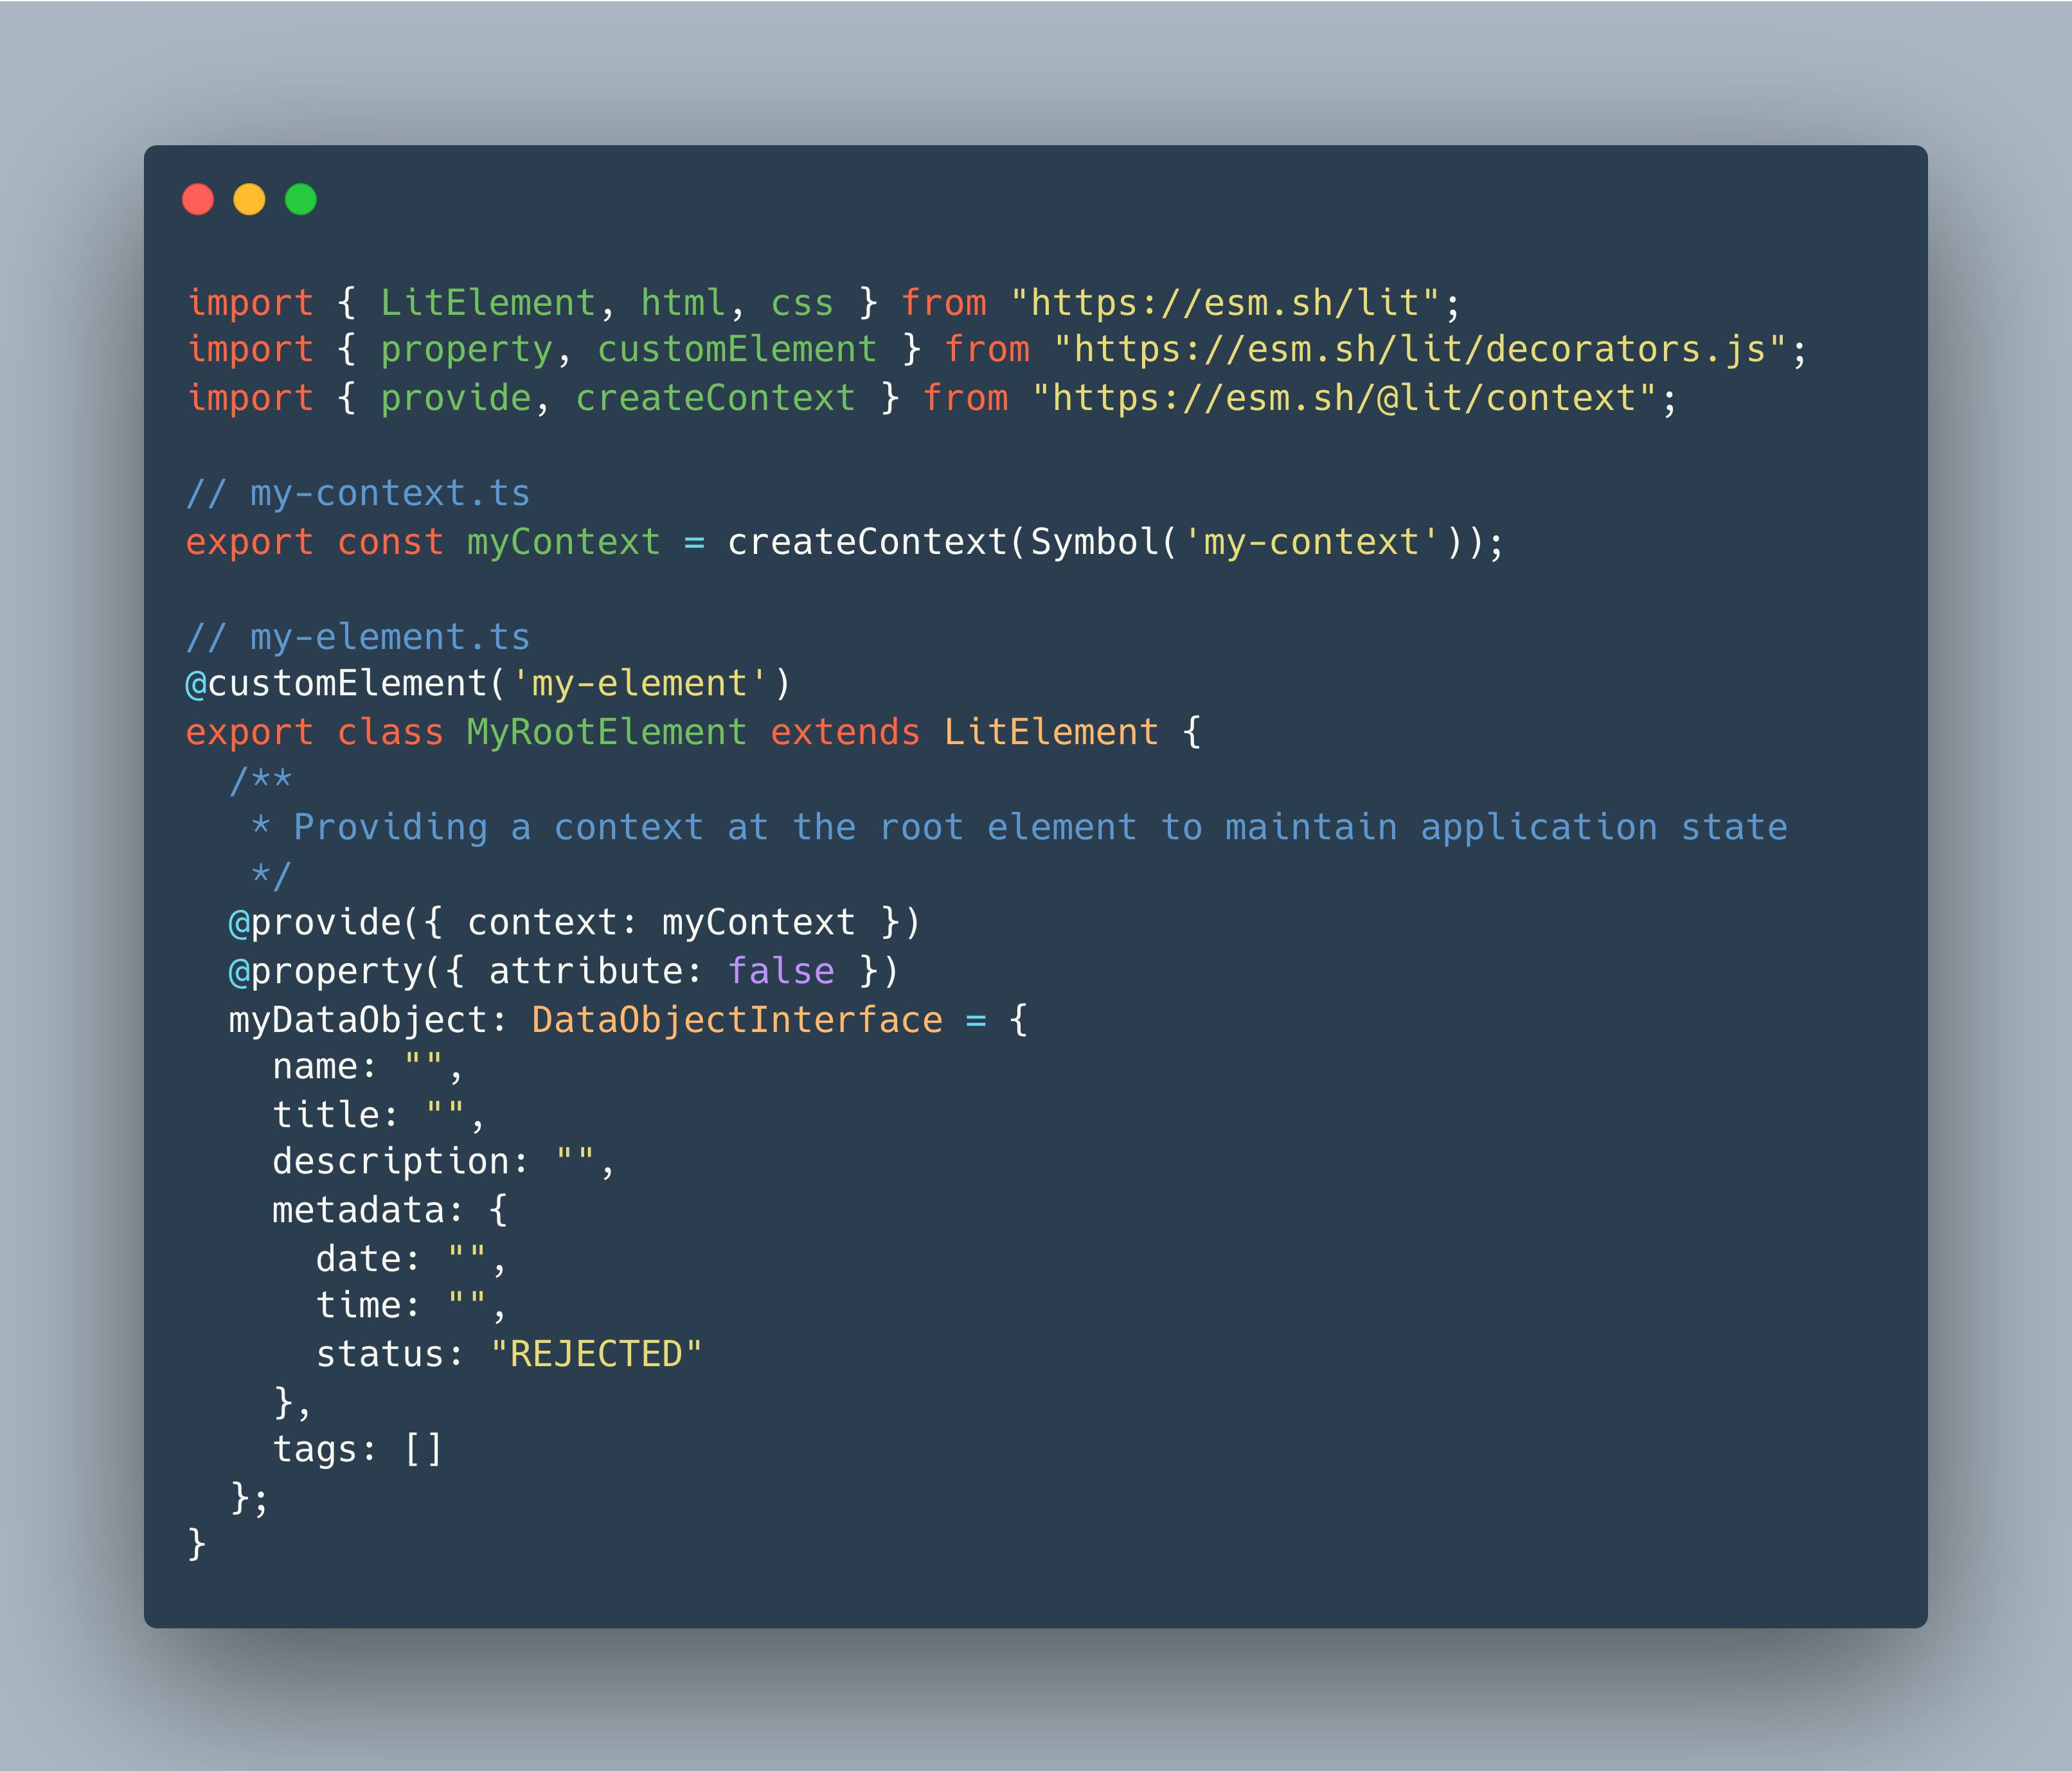 import { LitElement, html, css } from "https://esm.sh/lit";
import { property, customElement } from "https://esm.sh/lit/decorators.js";
import { provide, createContext } from "https://esm.sh/@lit/context";

// my-context.ts
export const myContext = createContext(Symbol('my-context'));

// my-element.ts
@customElement('my-element')
export class MyRootElement extends LitElement {
  /**
   * Providing a context at the root element to maintain application state
   */
  @provide({ context: myContext })
  @property({ attribute: false })
  myDataObject: DataObjectInterface = {
    name: "",
    title: "",
    description: "",
    metadata: {
      date: "",
      time: "",
      status: "REJECTED"
    },
    tags: []
  };
}